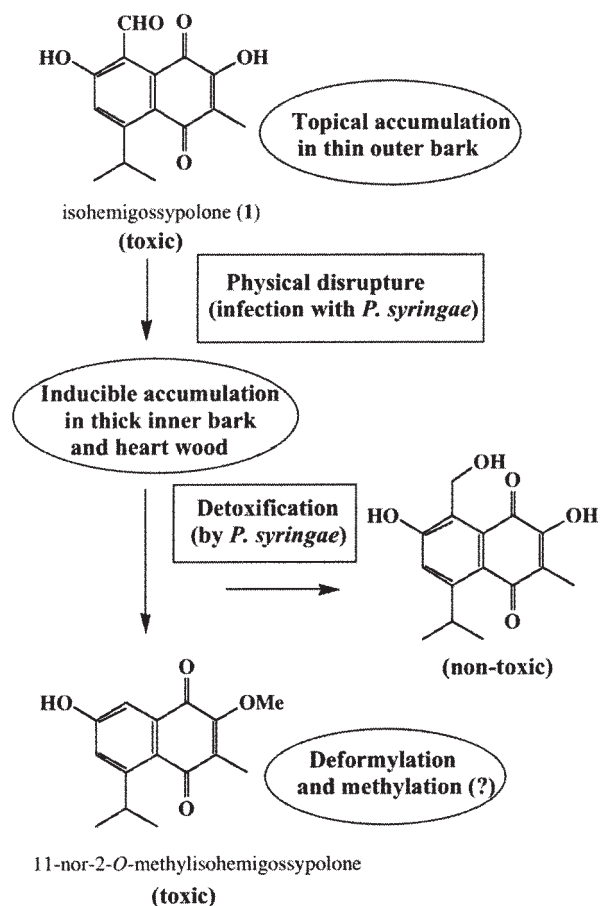 CHO
O
HO
OH
O
Topical accumulation
in thin outer bark
isohemigossypolone (1)
(toxic)
Physical disrupture
(infection with P. syringae)
Inducible accumulation
in thick inner bark
and heart wood
Detoxification
(by P. syringae)
OH
O
HO
OH
O
(non-toxic)
O
HO
OMe
O
Deformylation
and methylation (?)
11-nor-2-O-methylisohemigossypolone
(toxic)